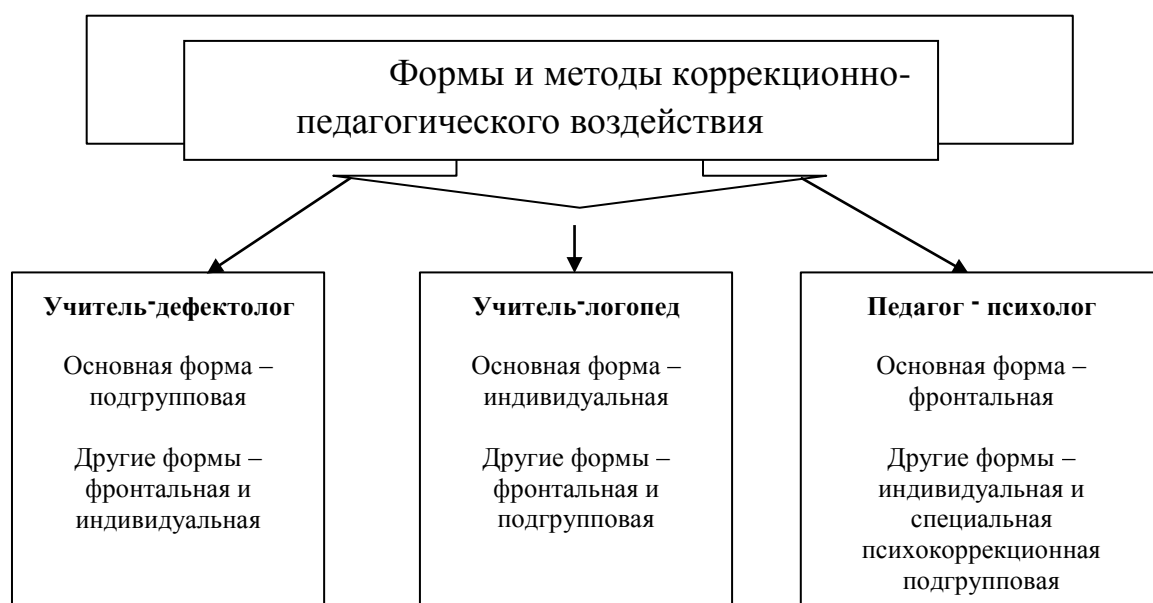 Формы и методы коррекционно-
педагогического воздействия
Учитель-дефектолог
Основная форма –
подгрупповая
Другие формы –
фронтальная и
индивидуальная
Учитель-логопед
Основная форма –
индивидуальная
Другие формы –
фронтальная и
подгрупповая
Педагог - психолог
Основная форма –
фронтальная
Другие формы –
индивидуальная и
специальная
психокоррекционная
подгрупповая